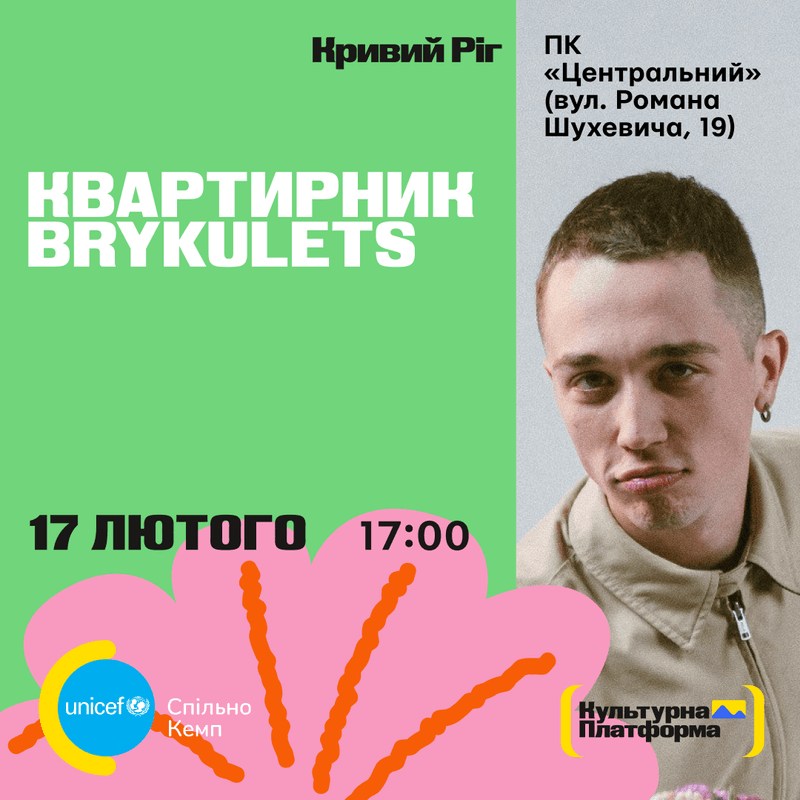 Кривий Ріг
ПК
«Центральний»
(вул. Романа
Шухевича, 19)
КВАРТИРНИК
BRYKULETS
17 ЛЮТОГО 17:00
unicef
Спільно
Кемп
Культурна
Платформа